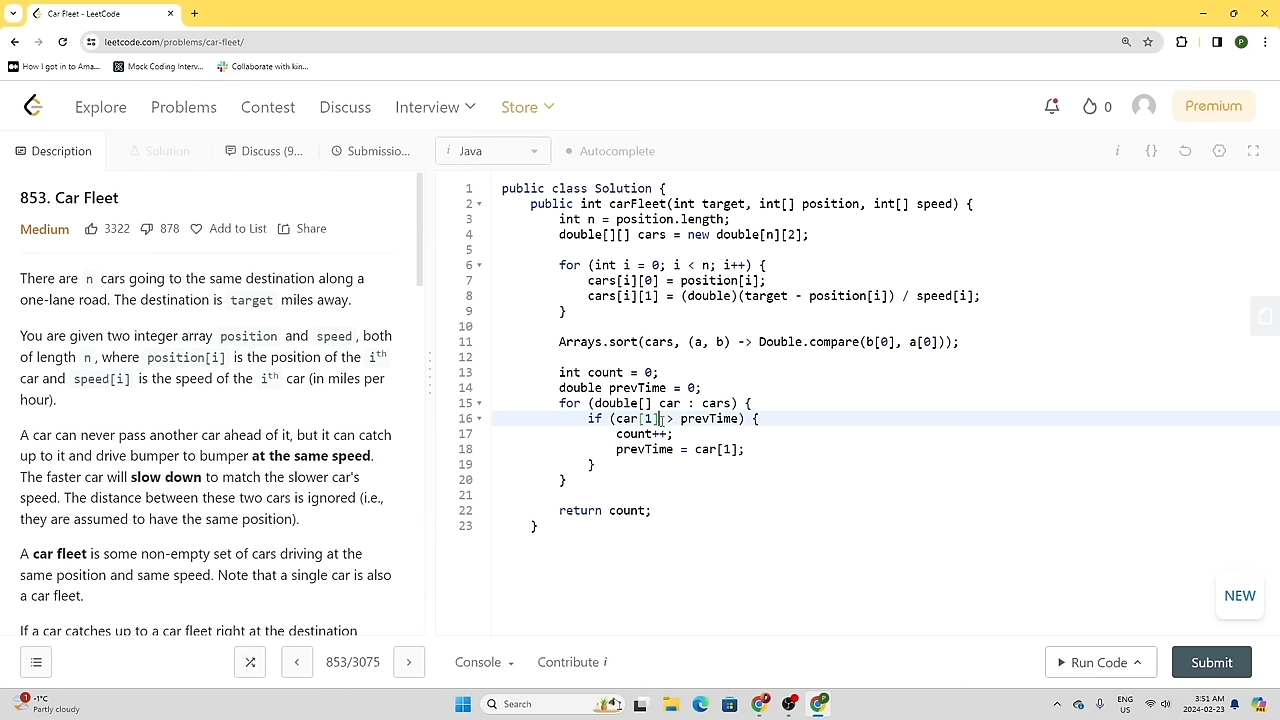 Car Fleet - LeetCode
leetcode.com/problems/car-fleet/
How I got in to Ama... Mock Coding Interv... Collaborate with kin...
Explore Problems Contest Discuss Interview Store 0 Premium
Description Solution Discuss (9... Submissio... i Java Autocomplete i {}
853. Car Fleet
Medium 3322 878 Add to List Share
There are n cars going to the same destination along a
one-lane road. The destination is target miles away.
You are given two integer array position and speed, both
of length n, where position[i] is the position of the ith
car and speed[i] is the speed of the ith car (in miles per
hour).
A car can never pass another car ahead of it, but it can catch
up to it and drive bumper to bumper at the same speed.
The faster car will slow down to match the slower car's
speed. The distance between these two cars is ignored (i.e.,
they are assumed to have the same position).
A car fleet is some non-empty set of cars driving at the
same position and same speed. Note that a single car is also
a car fleet.
If a car catches up to a car fleet right at the destination
1 public class Solution {
2 public int carFleet(int target, int[] position, int[] speed) {
3 int n = position.length;
4 double[][] cars = new double[n][2];
5
6 for (int i = 0; i < n; i++) {
7 cars[i][0] = position[i];
8 cars[i][1] = (double)(target - position[i]) / speed[i];
9 }
10
11 Arrays.sort(cars, (a, b) -> Double.compare(b[0], a[0]));
12
13 int count = 0;
14 double prevTime = 0;
15 for (double[] car : cars) {
16 if (car[1] > prevTime) {
17 count++;
18 prevTime = car[1];
19 }
20 }
21
22 return count;
23 }
NEW
853/3075 Console Contribute i Run Code Submit
1 -1°C
Partly cloudy
Search
ENG
US
3:51 AM
2024-02-23